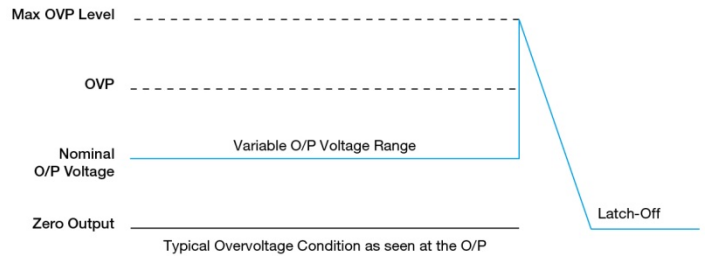 Max OVP Level
OVP
Variable O/P Voltage Range
Nominal
O/P Voltage
Latch-Off
Zero Output
Typical Overvoltage Condition as seen at the O/P